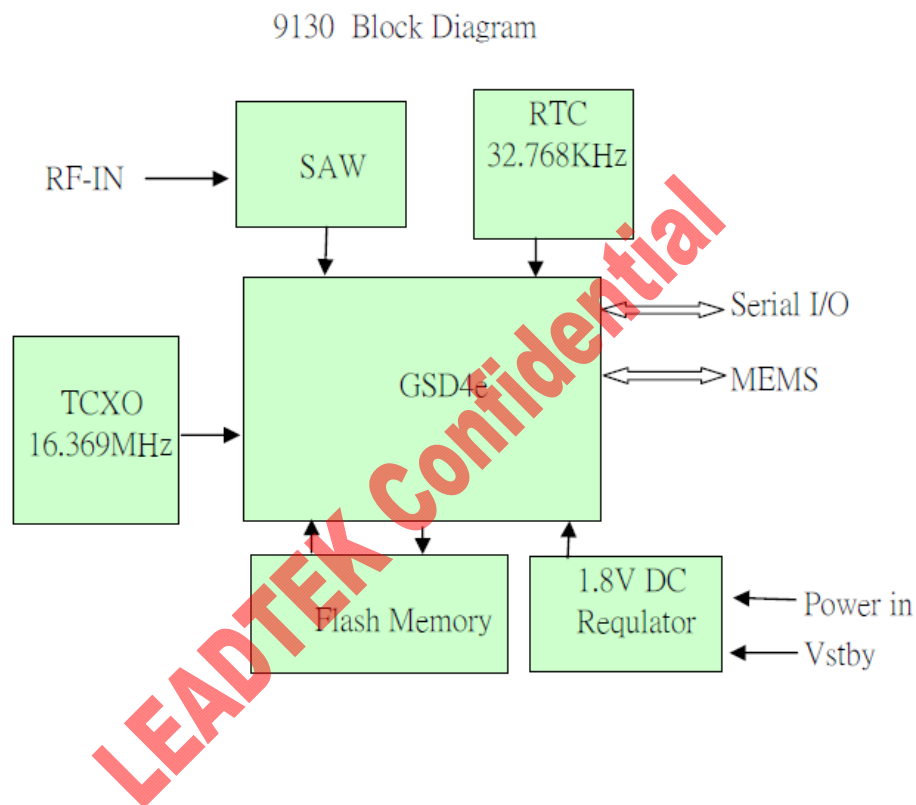 9130 Block Diagram
RTC
32.768KHz
SAW
RF-IN
Serial I/O
GSD4e
MEMS
TCXO
16.369MHz
1.8V DC
Requlator
Flash Memory
Power in
Vstby
LEADTEK Confidential